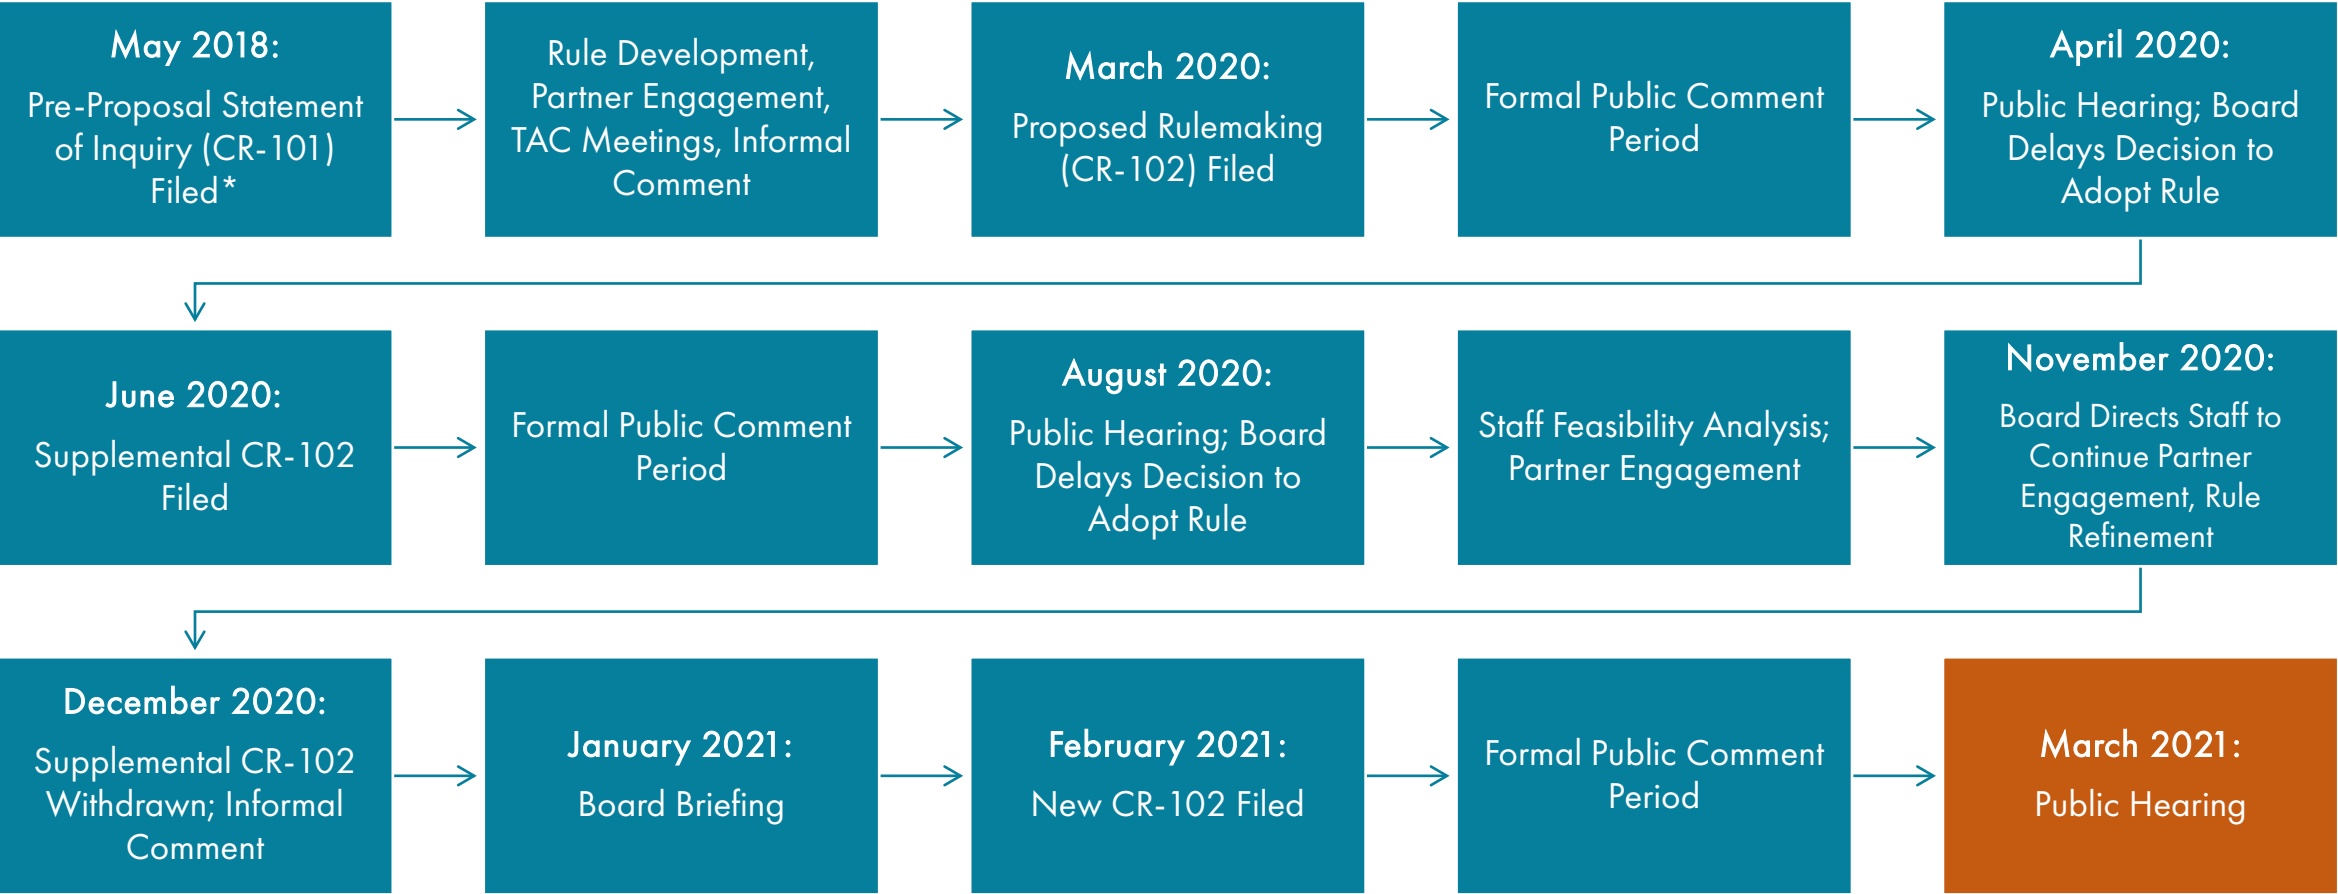 May 2018:
Pre-Proposal Statement
of Inquiry (CR-101)
Filed*
Rule Development,
Partner Engagement,
TAC Meetings, Informal
Comment
March 2020:
Proposed Rulemaking
(CR-102) Filed
Formal Public Comment
Period
April 2020:
Public Hearing; Board
Delays Decision to
Adopt Rule
June 2020:
Supplemental CR-102
Filed
Formal Public Comment
Period
August 2020:
Public Hearing; Board
Delays Decision to
Adopt Rule
Staff Feasibility Analysis;
Partner Engagement
November 2020:
Board Directs Staff to
Continue Partner
Engagement, Rule
Refinement
December 2020:
Supplemental CR-102
Withdrawn; Informal
Comment
January 2021:
Board Briefing
February 2021:
New CR-102 Filed
Formal Public Comment
Period
March 2021:
Public Hearing